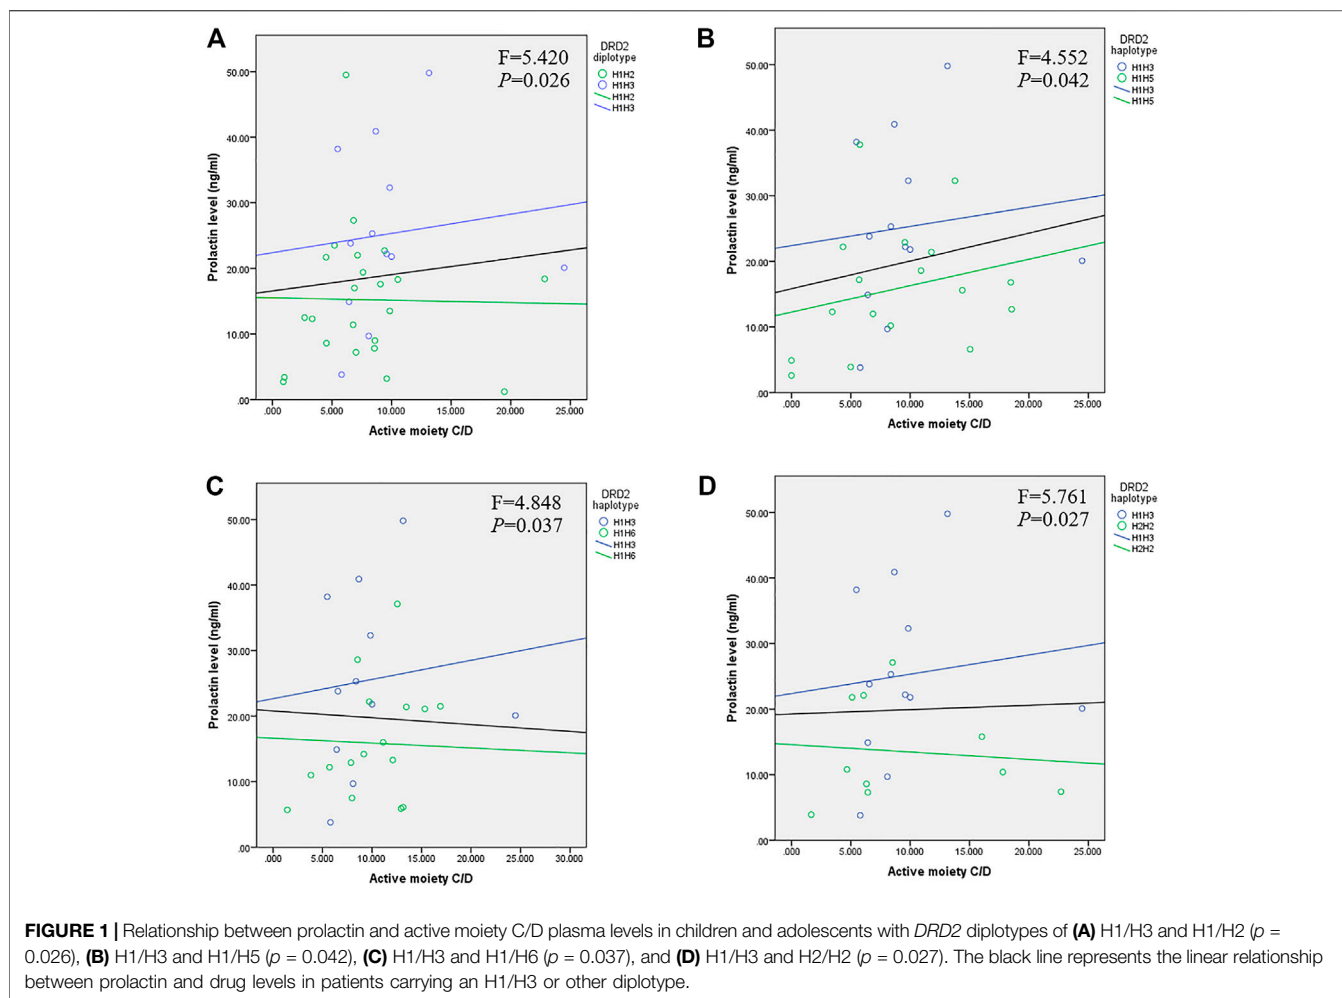 A
F=5.420
P=0.026
DRD2
diplotype
H1H2
H1H3
H1H2
H1H3
Prolactin level (ng/ml)
50.00
40.00
30.00
20.00
10.00
.00
.000 5.000 10.000 15.000 20.000 25.000
Active moiety C/D
B
F=4.552
P=0.042
DRD2
haplotype
H1H3
H1H5
H1H3
H1H5
Prolactin level (ng/ml)
50.00
40.00
30.00
20.00
10.00
.00
.000 5.000 10.000 15.000 20.000 25.000
Active moiety C/D
C
F=4.848
P=0.037
DRD2
haplotype
H1H3
H1H6
H1H3
H1H6
Prolactin level (ng/ml)
50.00
40.00
30.00
20.00
10.00
.00
.000 5.000 10.000 15.000 20.000 25.000 30.000
Active moiety C/D
D
F=5.761
P=0.027
DRD2
haplotype
H1H3
H2H2
H1H3
H2H2
Prolactin level (ng/ml)
50.00
40.00
30.00
20.00
10.00
.00
.000 5.000 10.000 15.000 20.000 25.000
Active moiety C/D
FIGURE 1 | Relationship between prolactin and active moiety C/D plasma levels in children and adolescents with DRD2 diplotypes of (A) H1/H3 and H1/H2 (p =
0.026), (B) H1/H3 and H1/H5 (p = 0.042), (C) H1/H3 and H1/H6 (p = 0.037), and (D) H1/H3 and H2/H2 (p = 0.027). The black line represents the linear relationship
between prolactin and drug levels in patients carrying an H1/H3 or other diplotype.